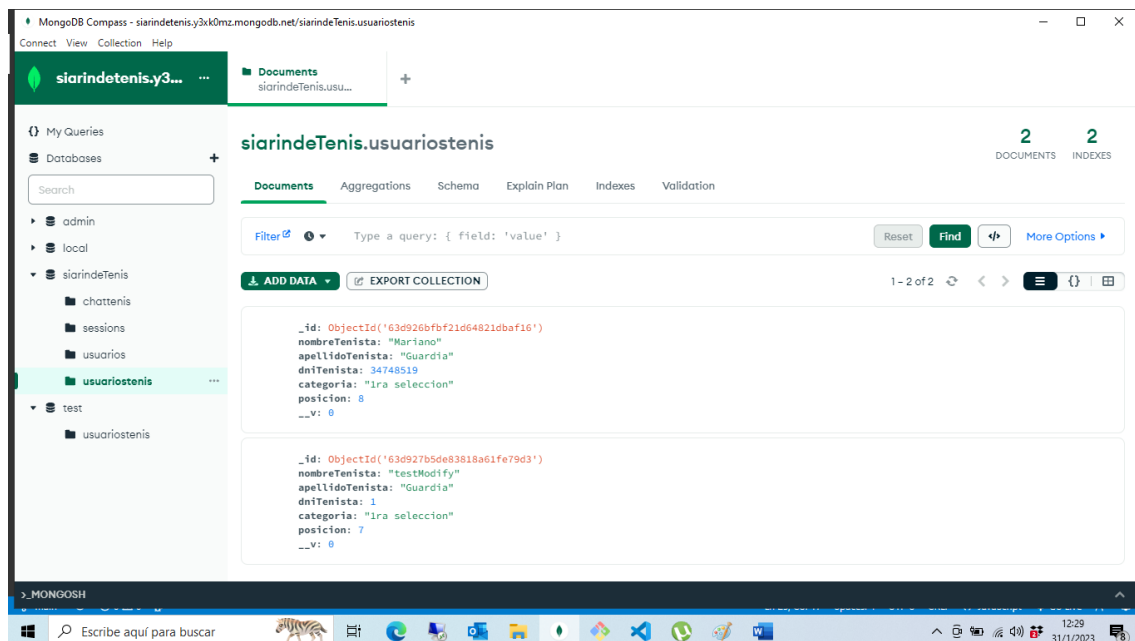 MongoDB Compass - siarindetenis.y3xk0mz.mongodb.net/siarindeTenis.usuariostenis
Connect View Collection Help
siarindetenis.y3... ...
Documents
siarindeTenis.usu...
+
{} My Queries
Databases +
Search
admin
local
siarindeTenis
chattenis
sessions
usuarios
usuariostenis ...
test
usuariostenis
siarindeTenis.usuariostenis
2 DOCUMENTS
2 INDEXES
Documents Aggregations Schema Explain Plan Indexes Validation
Filter Type a query: { field: 'value' } Reset Find </> More Options
ADD DATA EXPORT COLLECTION 1 – 2 of 2 {}
_id: ObjectId('63d926bfbf21d64821dbaf16')
nombreTenista: "Mariano"
apellidoTenista: "Guardia"
dniTenista: 34748519
categoria: "1ra seleccion"
posicion: 8
__v: 0
_id: ObjectId('63d927b5de83818a61fe79d3')
nombreTenista: "testModify"
apellidoTenista: "Guardia"
dniTenista: 1
categoria: "1ra seleccion"
posicion: 7
__v: 0
>_MONGOSH
Escribe aquí para buscar
12:29
31/1/2023